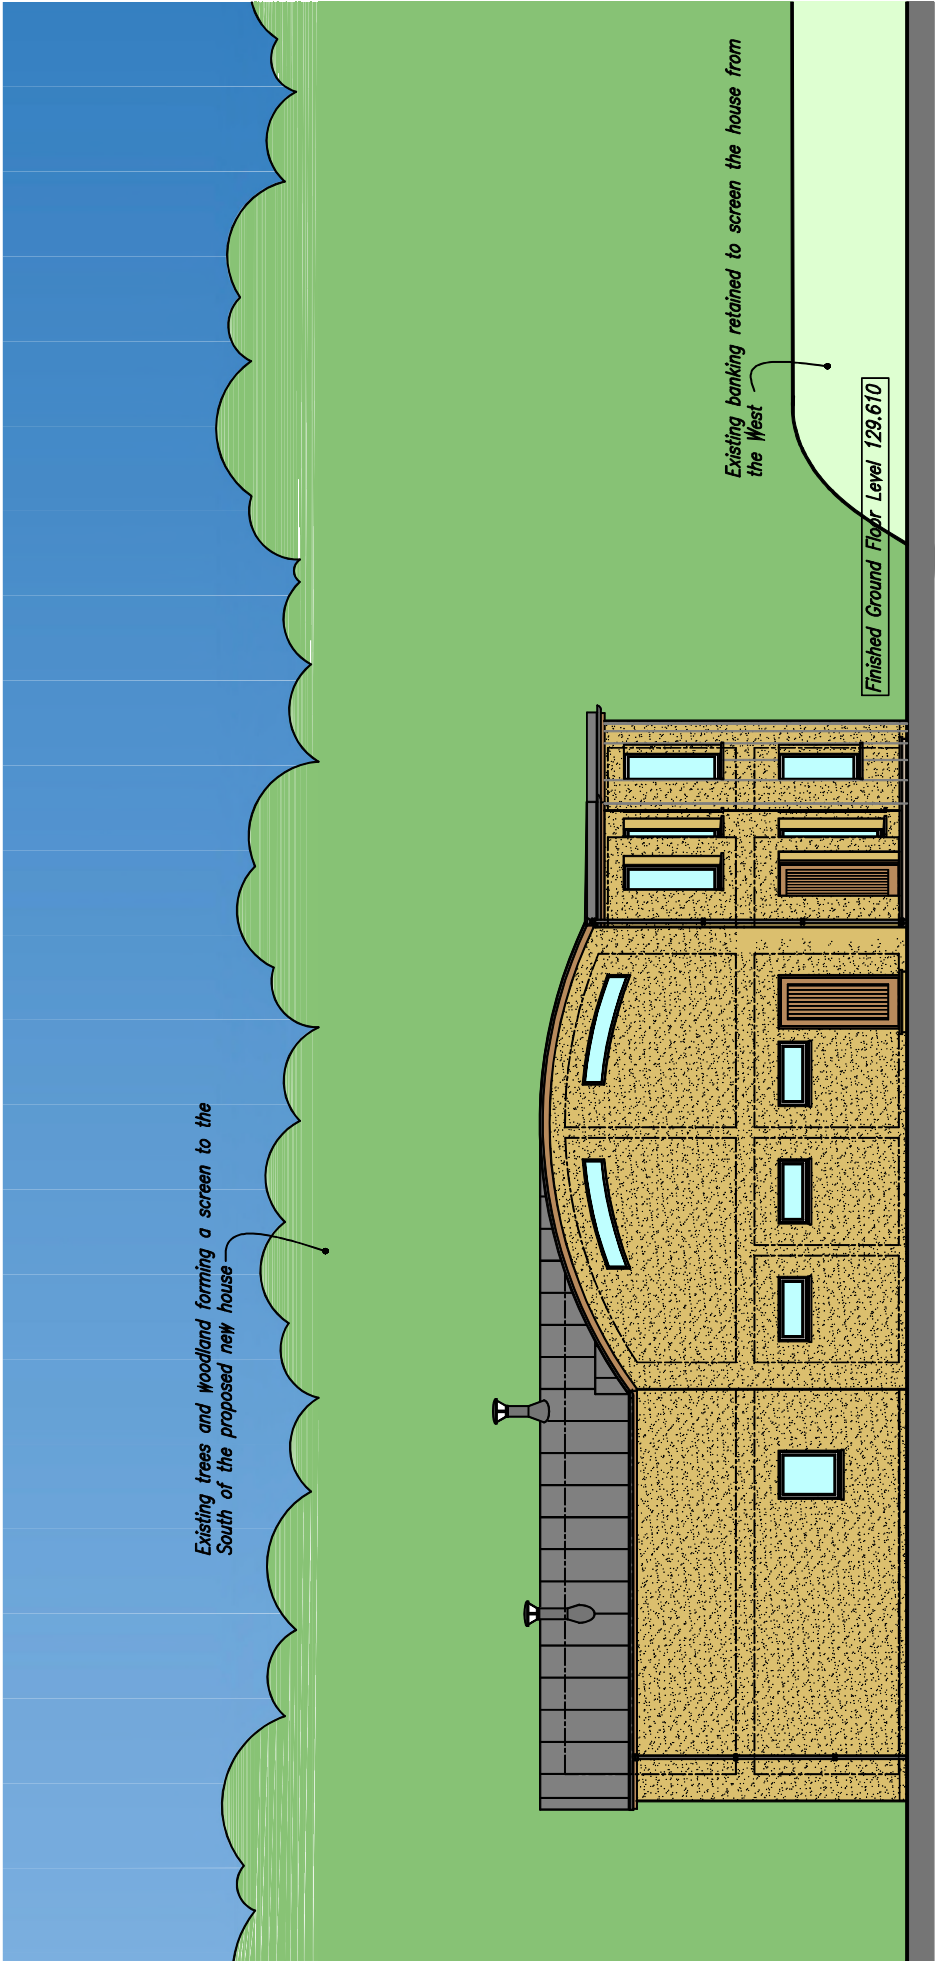 Existing trees and Woodland forming a screen to the
South of the proposed new house
Existing banking retained to screen the house from
the West
Finished Ground Floor Level 129.610